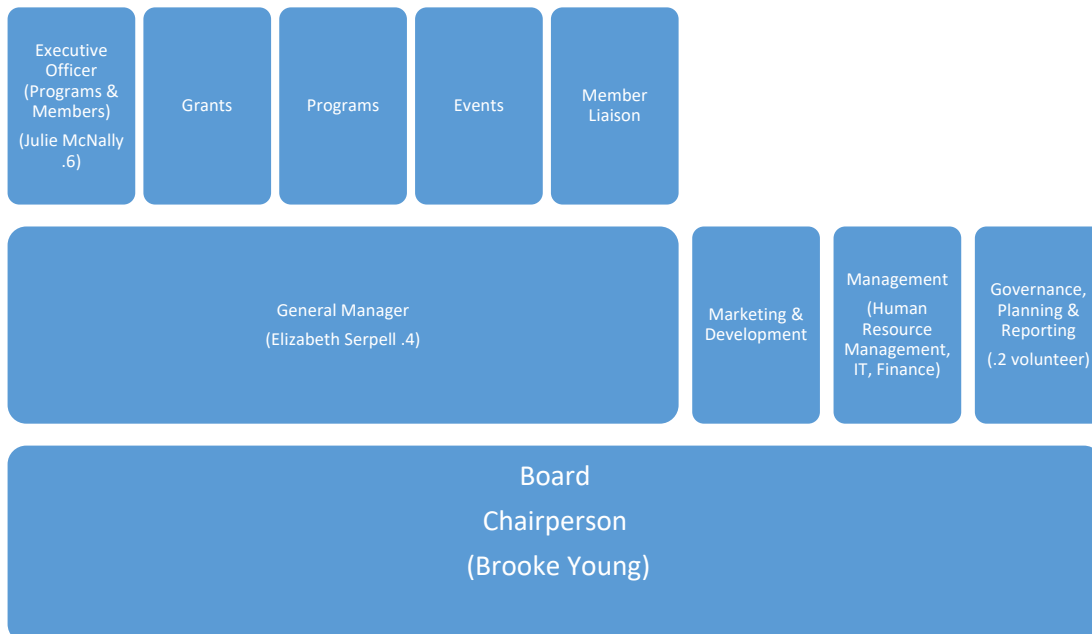 Executive
Officer
(Programs &
Members)
(Julie McNally
.6)
Grants
Programs
Events
Member
Liaison
General Manager
(Elizabeth Serpell .4)
Marketing &
Development
Management
(Human
Resource
Management,
IT, Finance)
Governance,
Planning &
Reporting
(.2 volunteer)
Board
Chairperson
(Brooke Young)